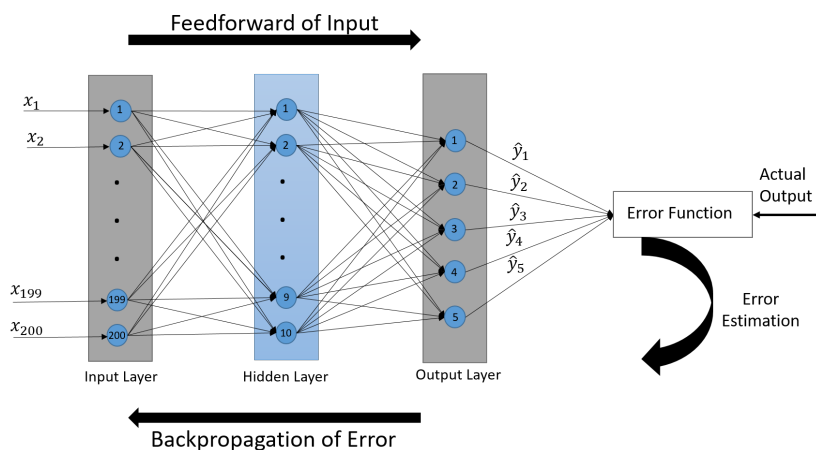 Feedforward of Input
x₁
x₂
x₁₉₉
x₂₀₀
1
2
199
200
Input Layer
1
2
9
10
Hidden Layer
1
2
3
4
5
Output Layer
ŷ₁
ŷ₂
ŷ₃
ŷ₄
ŷ₅
Error Function
Actual
Output
Error
Estimation
Backpropagation of Error